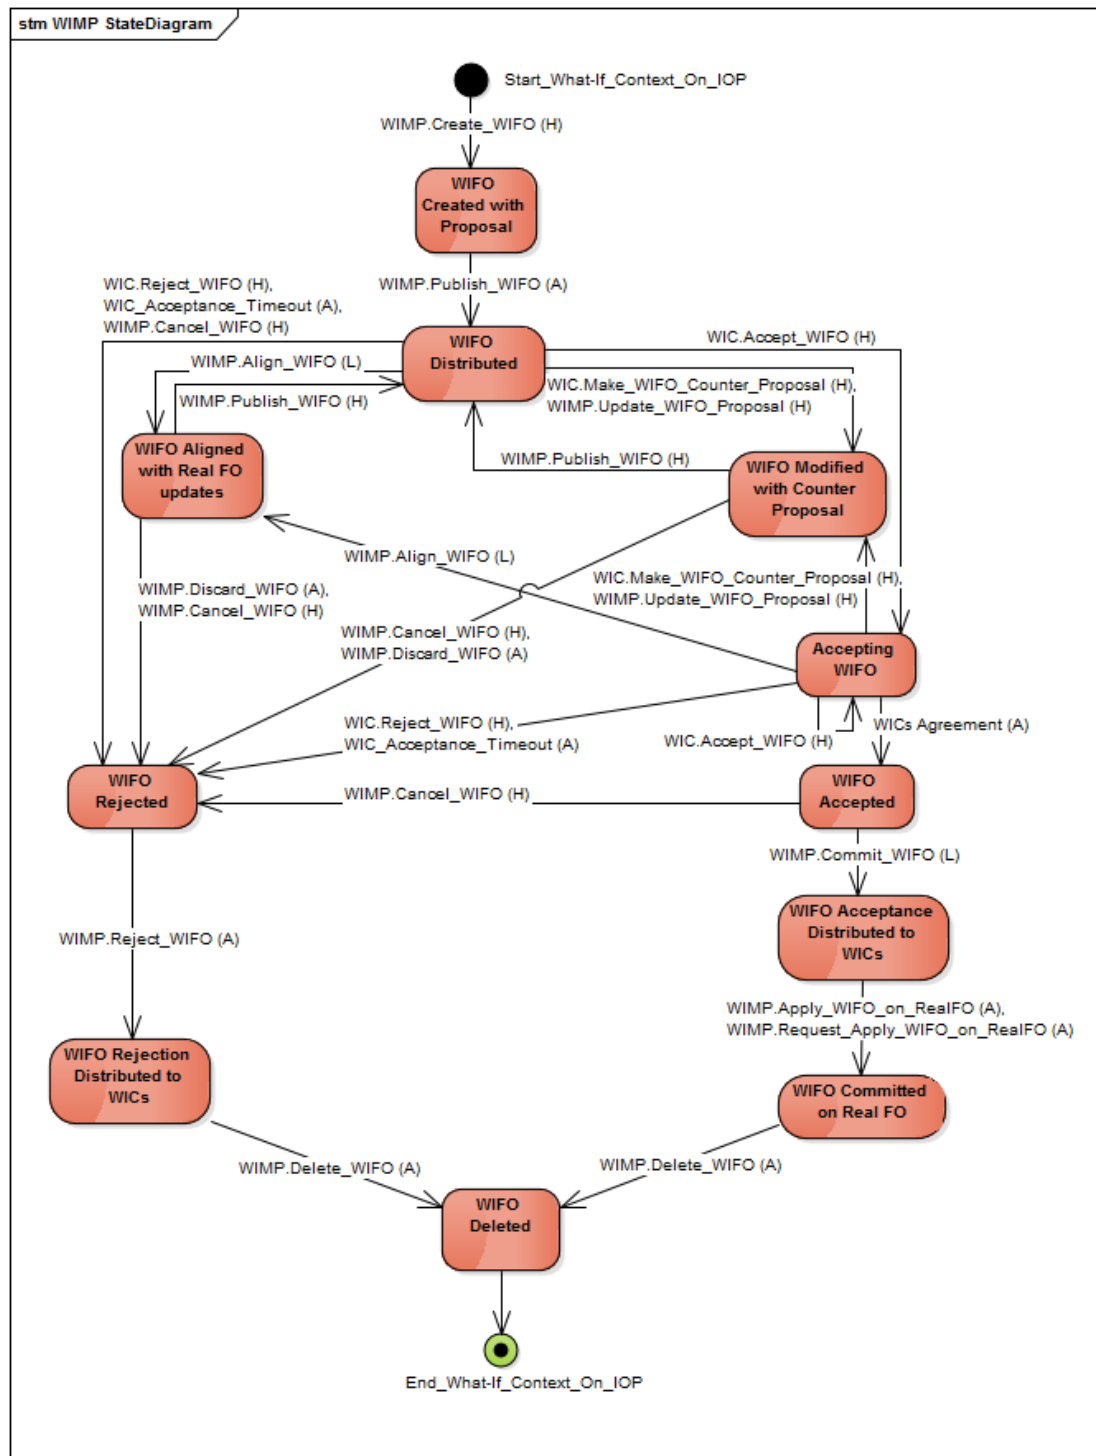 stm WIMP StateDiagram
Start_What-If_Context_On_IOP
WIMP.Create_WIFO (H)
WIFO
Created with
Proposal
WIMP.Publish_WIFO (A)
WIC.Reject_WIFO (H),
WIC_Acceptance_Timeout (A),
WIMP.Cancel_WIFO (H)
WIFO
Distributed
WIC.Accept_WIFO (H)
WIMP.Align_WIFO (L)
WIMP.Publish_WIFO (H)
WIC.Make_WIFO_Counter_Proposal (H),
WIMP.Update_WIFO_Proposal (H)
WIFO Aligned
with Real FO
updates
WIMP.Publish_WIFO (H)
WIFO Modified
with Counter
Proposal
WIMP.Align_WIFO (L)
WIC.Make_WIFO_Counter_Proposal (H),
WIMP.Update_WIFO_Proposal (H)
WIMP.Discard_WIFO (A),
WIMP.Cancel_WIFO (H)
WIMP.Cancel_WIFO (H),
WIMP.Discard_WIFO (A)
Accepting
WIFO
WIC.Reject_WIFO (H),
WIC_Acceptance_Timeout (A)
WIC.Accept_WIFO (H)
WICs Agreement (A)
WIFO
Rejected
WIMP.Cancel_WIFO (H)
WIFO
Accepted
WIMP.Commit_WIFO (L)
WIFO Acceptance
Distributed to
WICs
WIMP.Reject_WIFO (A)
WIMP.Apply_WIFO_on_RealFO (A),
WIMP.Request_Apply_WIFO_on_RealFO (A)
WIFO Rejection
Distributed to
WICs
WIFO Committed
on Real FO
WIMP.Delete_WIFO (A)
WIMP.Delete_WIFO (A)
WIFO
Deleted
End_What-If_Context_On_IOP